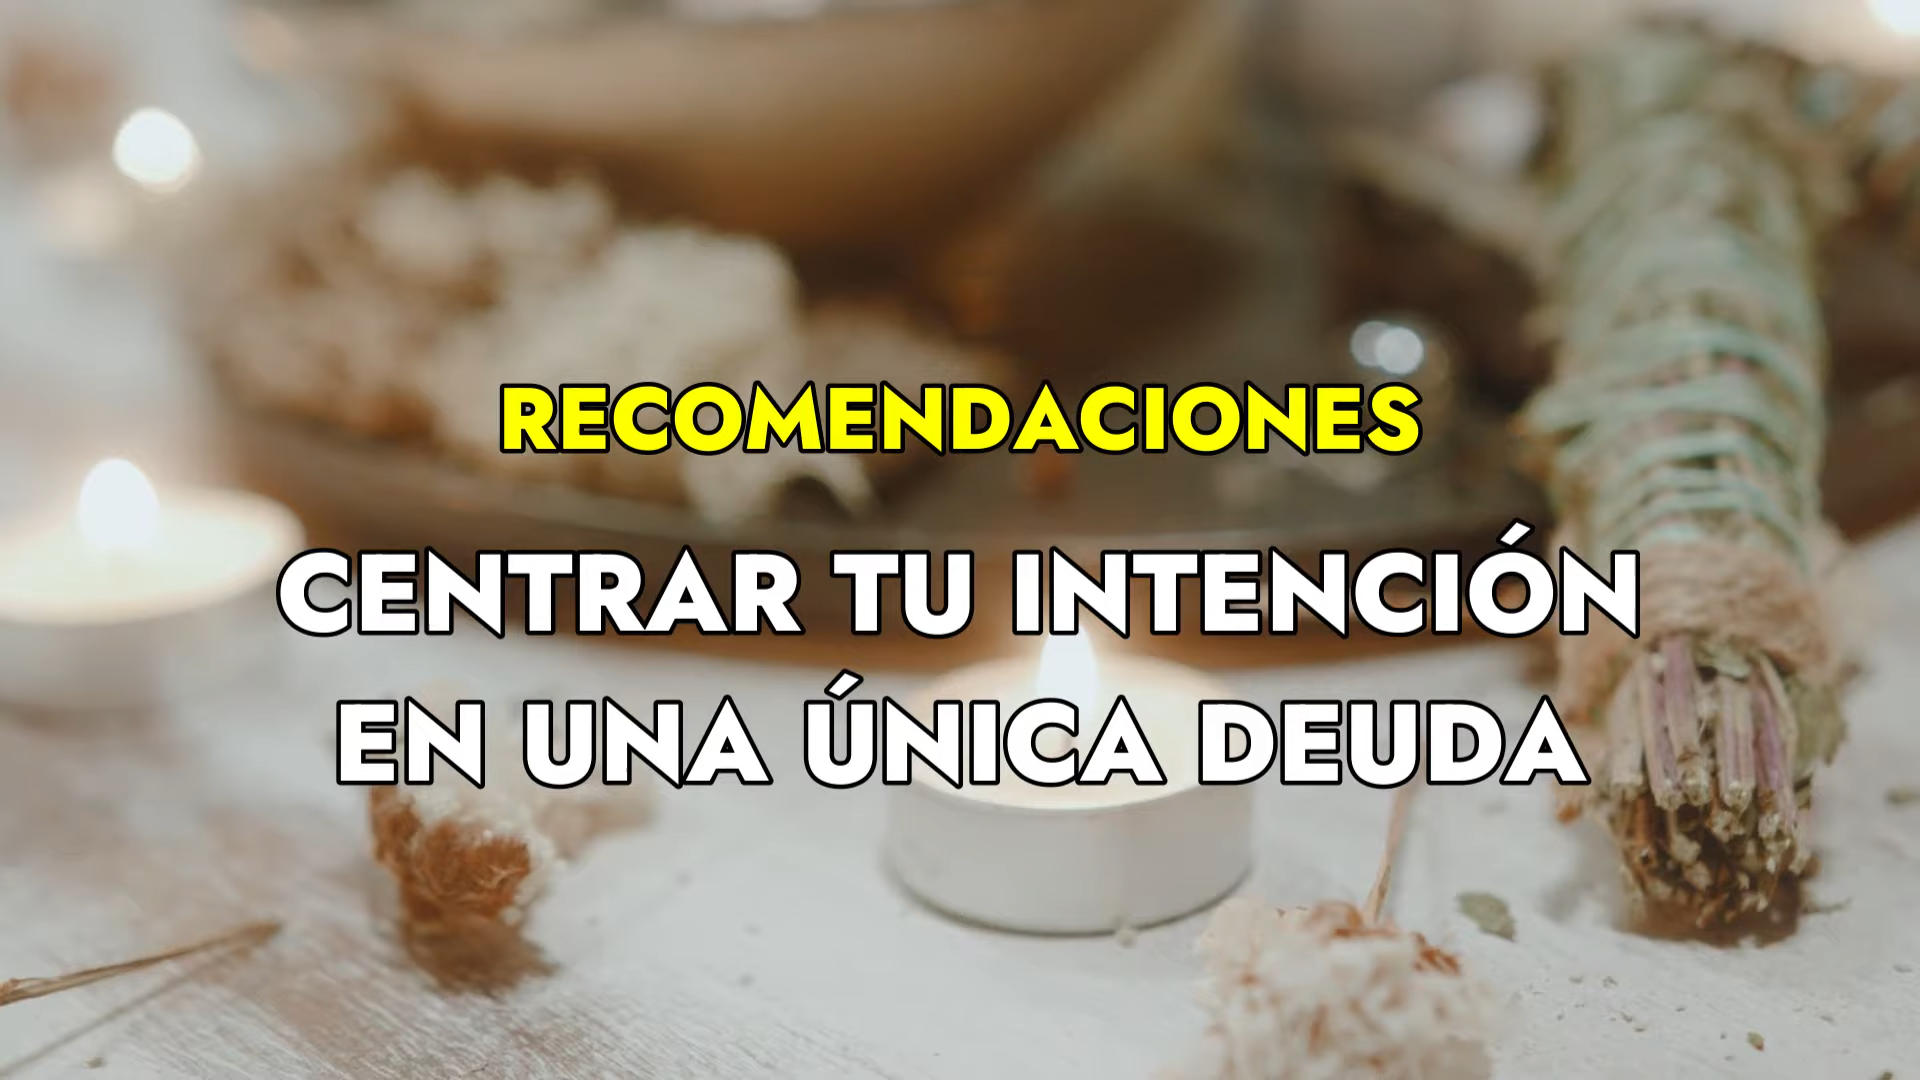 RECOMENDACIONES
CENTRAR TU INTENCIÓN
EN UNA ÚNICA DEUDA